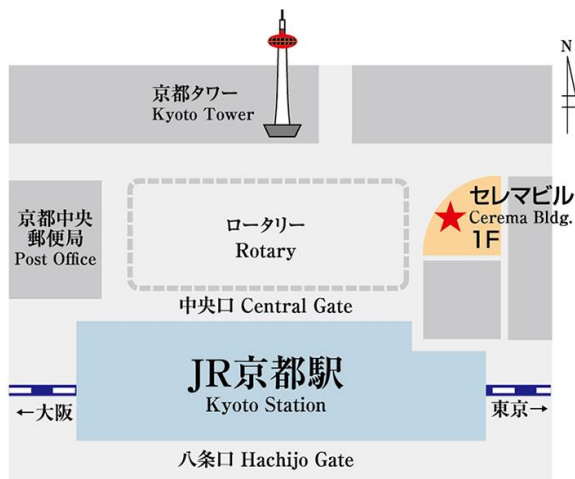 京都タワー
Kyoto Tower
N
京都中央
郵便局
Post Office
ロータリー
Rotary
セレマビル
Cerema Bldg.
1F
中央口 Central Gate
JR京都駅
Kyoto Station
←大阪
東京→
八条口 Hachijo Gate